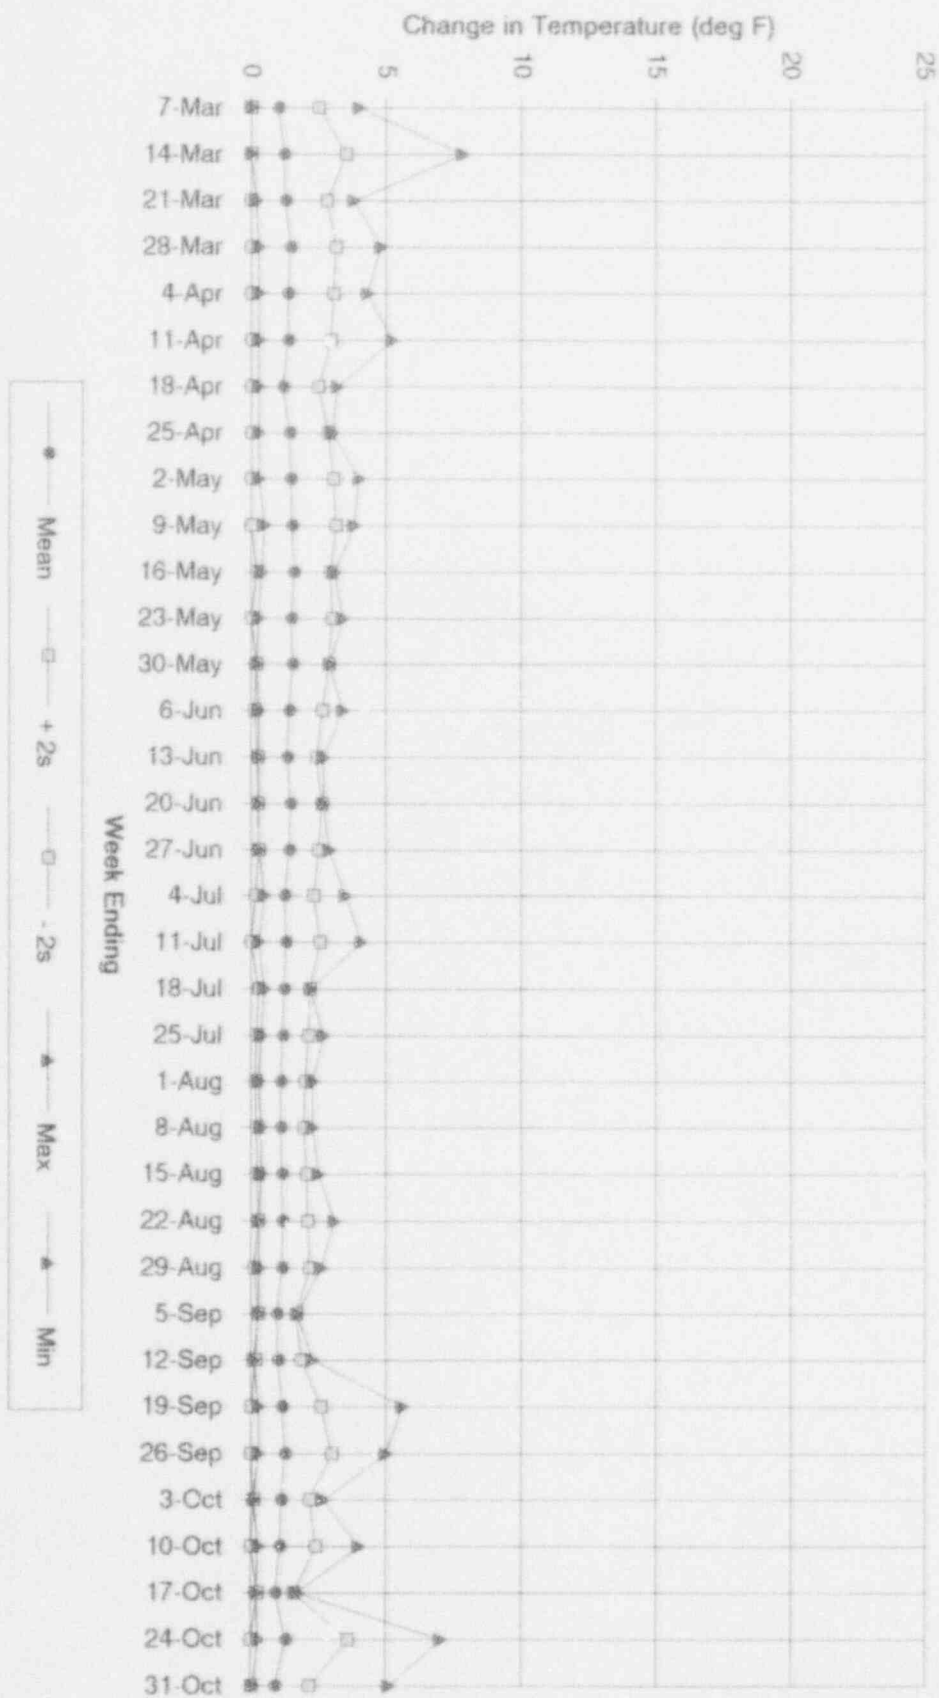 Change in Temperature (deg F)
0
5
10
15
20
25
7-Mar
14-Mar
21-Mar
28-Mar
4-Apr
11-Apr
18-Apr
25-Apr
2-May
9-May
16-May
23-May
30-May
6-Jun
13-Jun
20-Jun
27-Jun
4-Jul
11-Jul
18-Jul
25-Jul
1-Aug
8-Aug
15-Aug
22-Aug
29-Aug
5-Sep
12-Sep
19-Sep
26-Sep
3-Oct
10-Oct
17-Oct
24-Oct
31-Oct
Week Ending
Mean + 2s - 2s Max Min